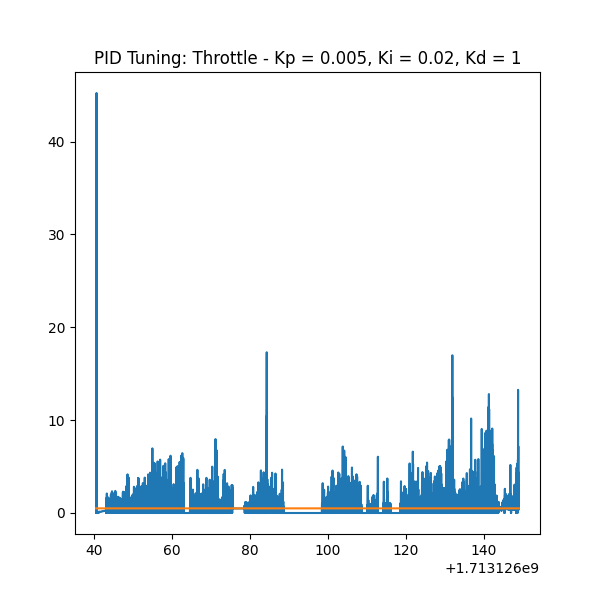 PID Tuning: Throttle - Kp = 0.005, Ki = 0.02, Kd = 1
40
30
20
10
0
40 60 80 100 120 140
+1.713126e9